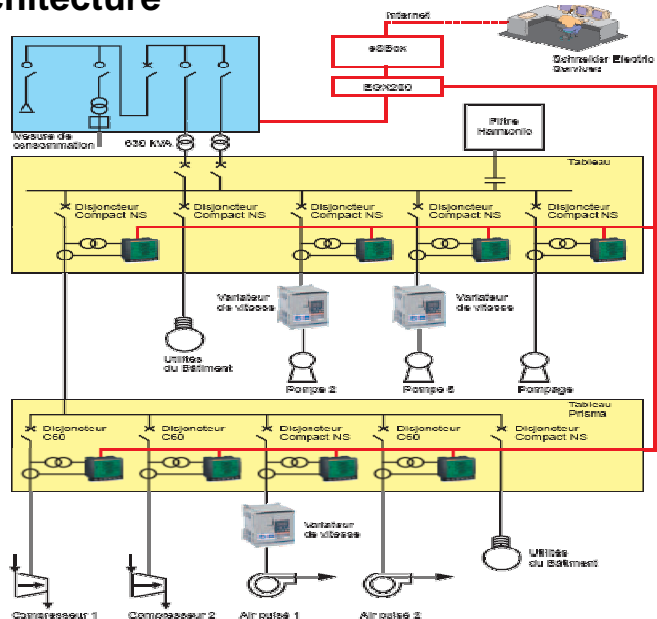 chitecture
Internet
eSBox
EGX200
Schneider Electric
Services
Mesure de
consommation
630 kVA
Filtre
Harmonic
Tableau
Disjoncteur
Compact NS
Disjoncteur
Compact NS
Disjoncteur
Compact NS
Disjoncteur
Compact NS
Disjoncteur
Compact NS
Variateur
de vitesse
Variateur
de vitesse
Utilités
du Bâtiment
Pompe 2
Pompe 5
Pompage
Tableau
Prisma
Disjoncteur
C60
Disjoncteur
C60
Disjoncteur
Compact NS
Disjoncteur
C60
Disjoncteur
Compact NS
Variateur
de vitesse
Utilités
du Bâtiment
Compresseur 1
Compresseur 2
Air pulsé 1
Air pulsé 2